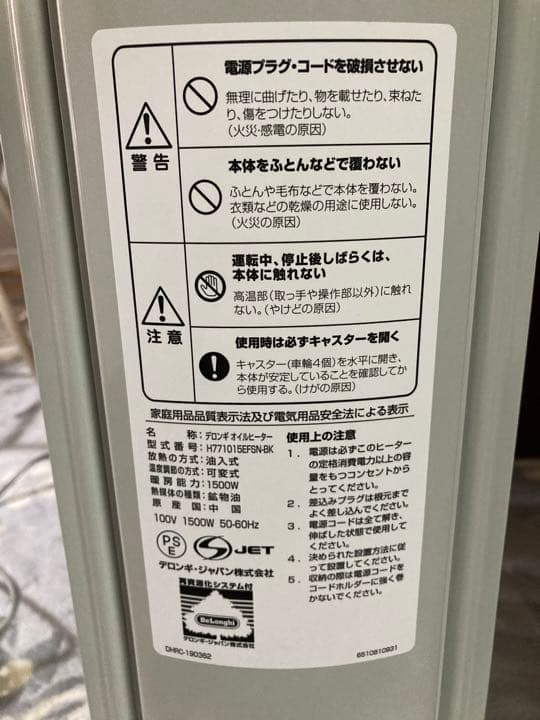 電源プラグ・コードを破損させない
無理に曲げたり、物を載せたり、束ねた
り、傷をつけたりしない。
(火災・感電の原因)
警告
本体をふとんなどで覆わない
ふとんや毛布などで本体を覆わない。
衣類などの乾燥の用途に使用しない。
(火災の原因)
運転中、停止後しばらくは、
本体に触れない
高温部(取っ手や操作部以外)に触れ
ない。(やけどの原因)
注意
使用時は必ずキャスターを開く
キャスター(車輪4個)を水平に開き、
本体が安定していることを確認してか
ら使用する。(けがの原因)
家庭用品品質表示法及び電気用品安全法による表示
名称:デロンギ オイルヒーター
型式番号:H771015EFSN-BK
放熱の方式:油入式
温度調節の方式:可変式
暖房能力:1500W
熱媒体の種類:鉱物油
原産国:中国
100V 1500W 50-60Hz
PSE
JET
デロンギ・ジャパン株式会社
再資源化システム付
DeLonghi
デロンギ・ジャパン株式会社
DHRC-190362
使用上の注意
1. 電源は必ずこのヒーター
の定格消費電力以上の容
量をもつコンセントから
とってください。
2. 差込みプラグは根元まで
よく差し込んでください。
3. 電源コードは全て解き、
伸ばした状態で使用して
ください。
4. 決められた設置方法に従
って設置してください。
5. 収納の際は電源コードを
コードホルダーに強く巻
かないでください。
6510810931